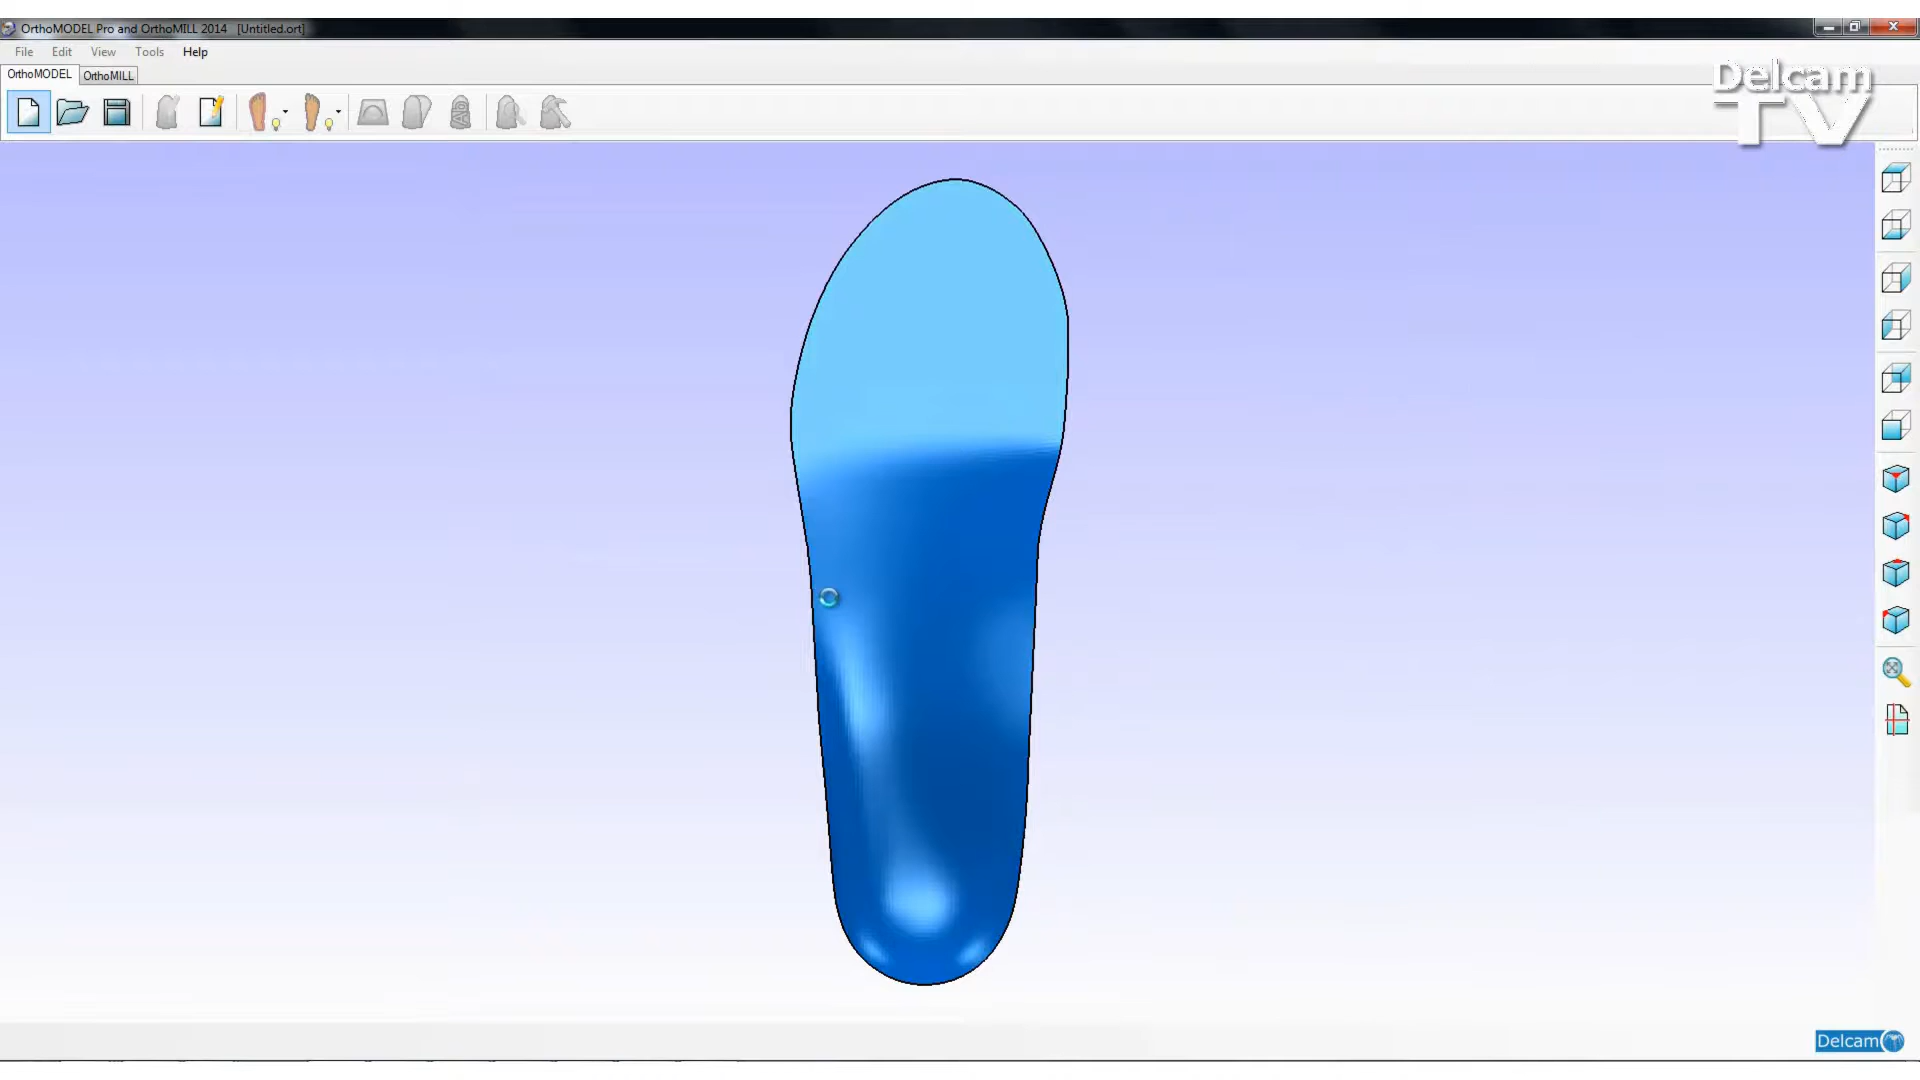 OrthoMODEL Pro and OrthoMILL 2014 [Untitled.ort]
File Edit View Tools Help
OrthoMODEL OrthoMILL
Delcam
TV
Delcam